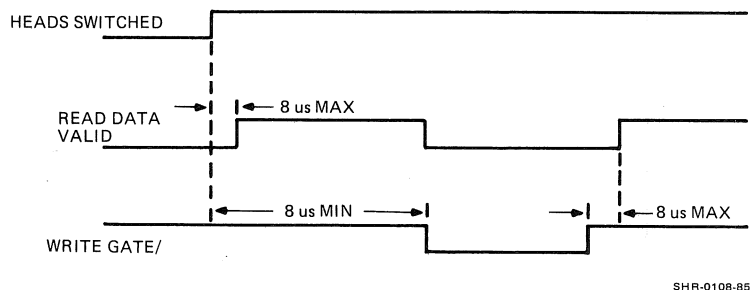 HEADS SWITCHED
8 us MAX
READ DATA
VALID
8 us MIN
8 us MAX
WRITE GATE/
SHR-0108-85